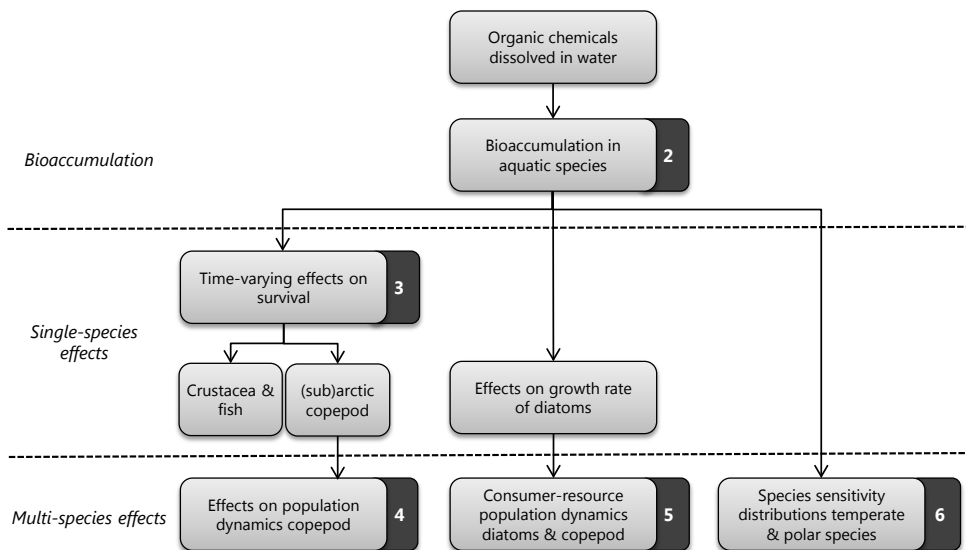 Organic chemicals
dissolved in water
Bioaccumulation
Bioaccumulation in
aquatic species
2
Time-varying effects on
survival
3
Single-species
effects
Crustacea &
fish
(sub)arctic
copepod
Effects on growth rate
of diatoms
Multi-species effects
Effects on population
dynamics copepod
4
Consumer-resource
population dynamics
diatoms & copepod
5
Species sensitivity
distributions temperate
& polar species
6